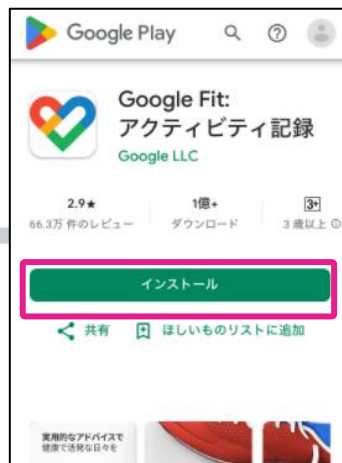 Google Play
Google Fit:
アクティビティ記録
Google LLC
2.9★ 1億+ 3+
66.3万 件のレビュー ダウンロード 3 歳以上
インストール
共有 ほしいものリストに追加
実用的なアドバイスで
健康で活発な日々を